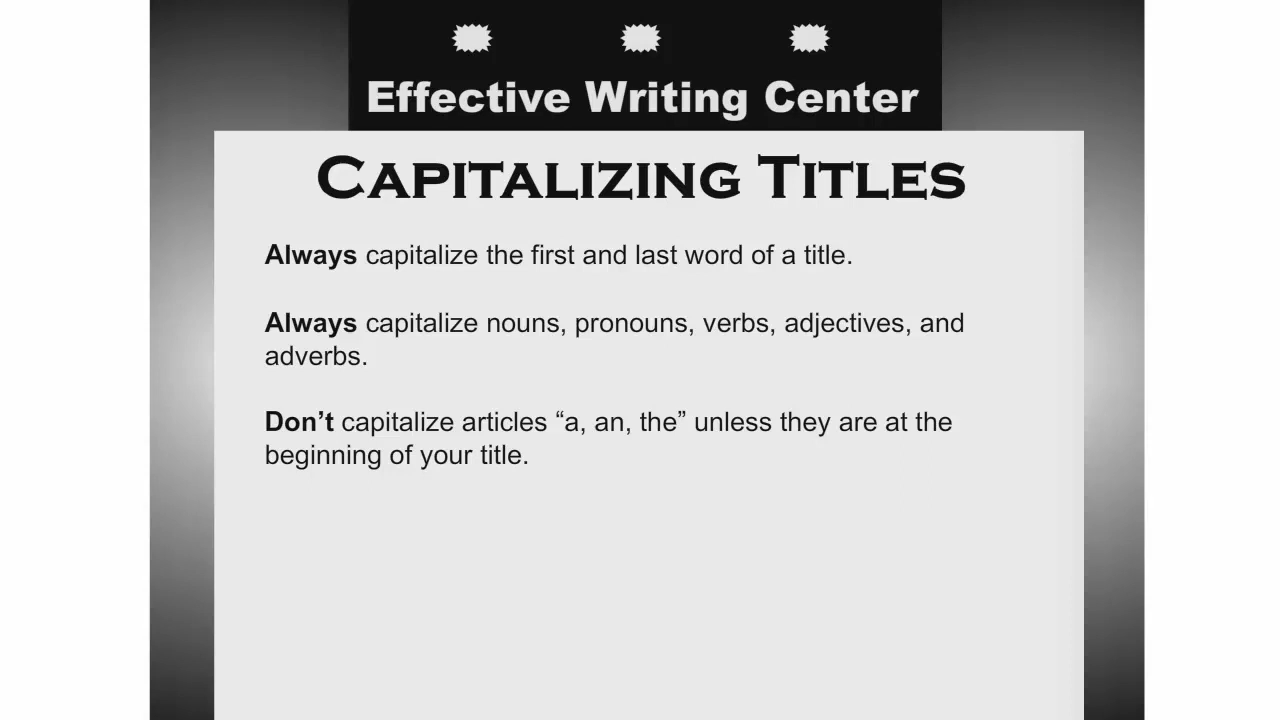 Effective Writing Center
Capitalizing Titles
Always capitalize the first and last word of a title.
Always capitalize nouns, pronouns, verbs, adjectives, and
adverbs.
Don’t capitalize articles “a, an, the” unless they are at the
beginning of your title.